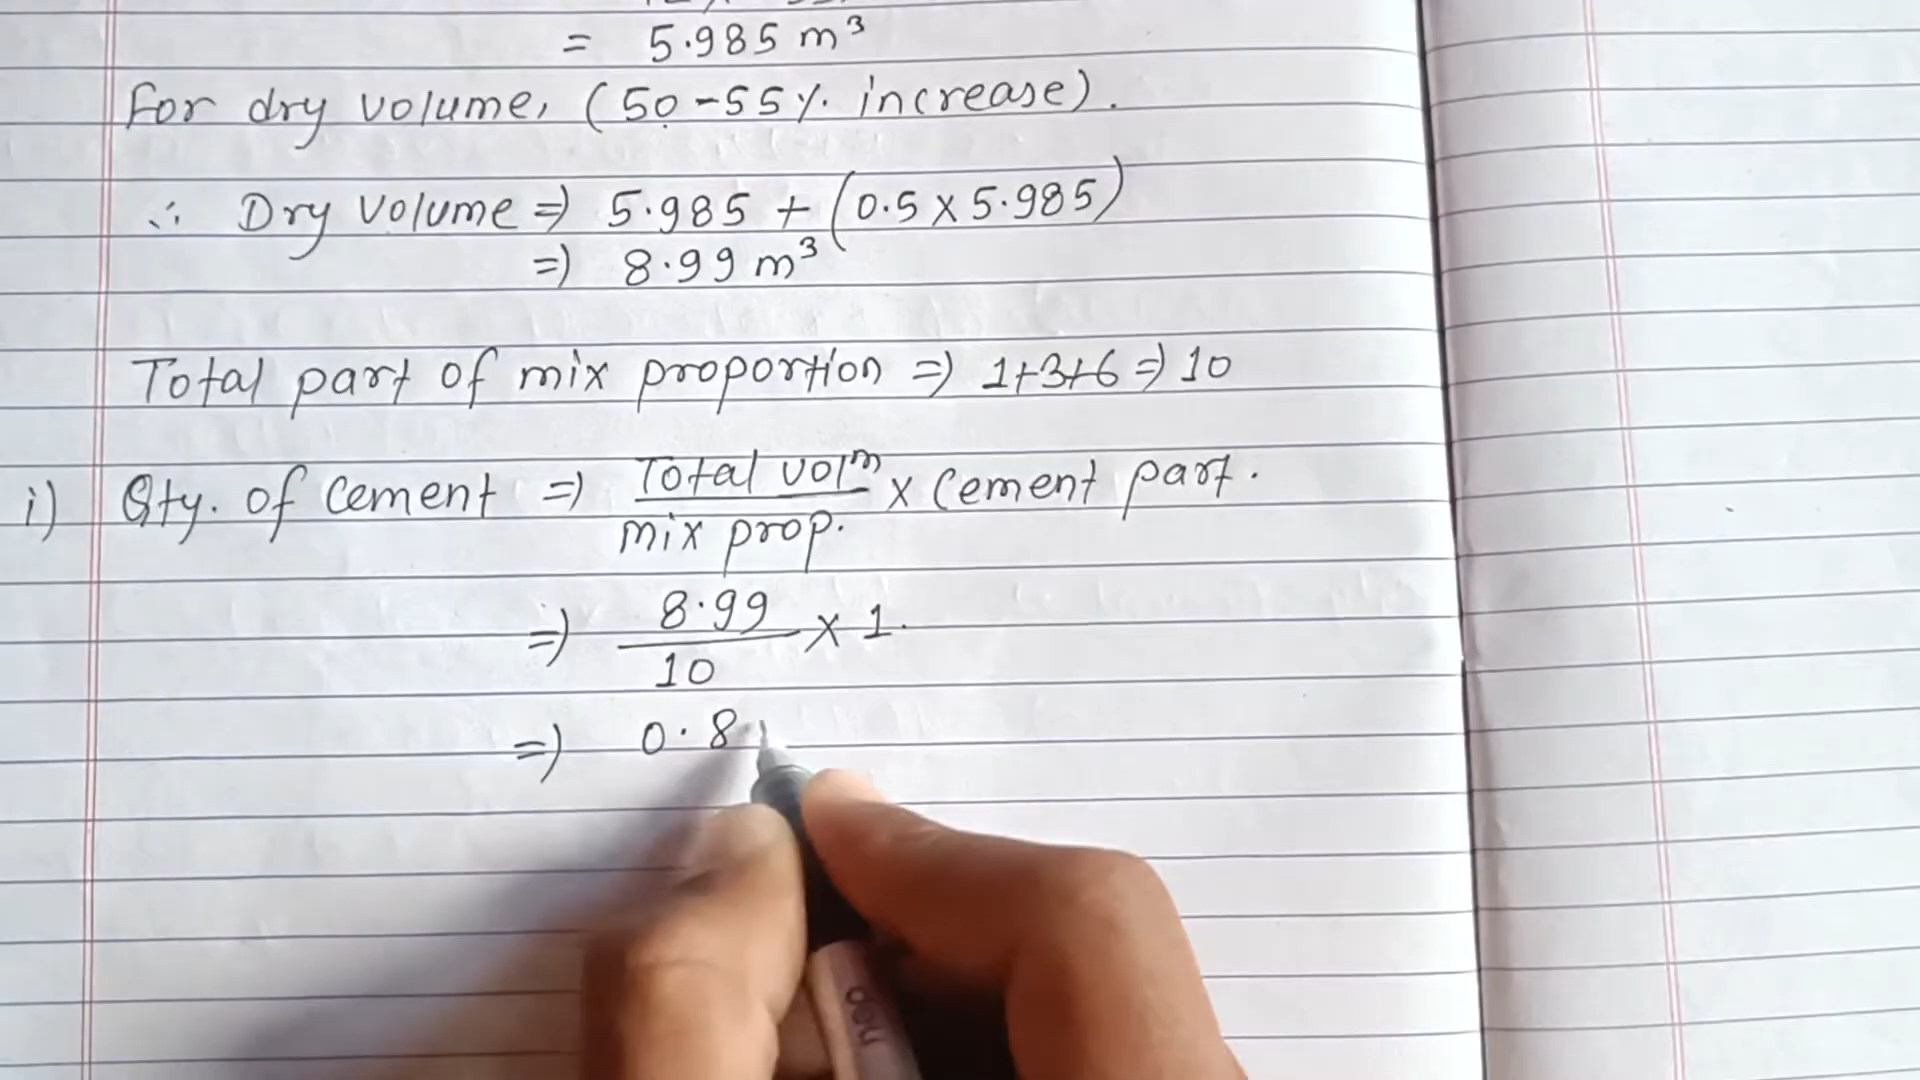 = 5.985 m³
For dry volume, (50-55% increase).
∴ Dry volume => 5.985 + (0.5 x 5.985)
=> 8.99 m³
Total part of mix proportion => 1+3+6 => 10
i) Qty. of cement => Total volm / mix prop. x cement part.
=> 8.99 / 10 x 1.
=> 0.8